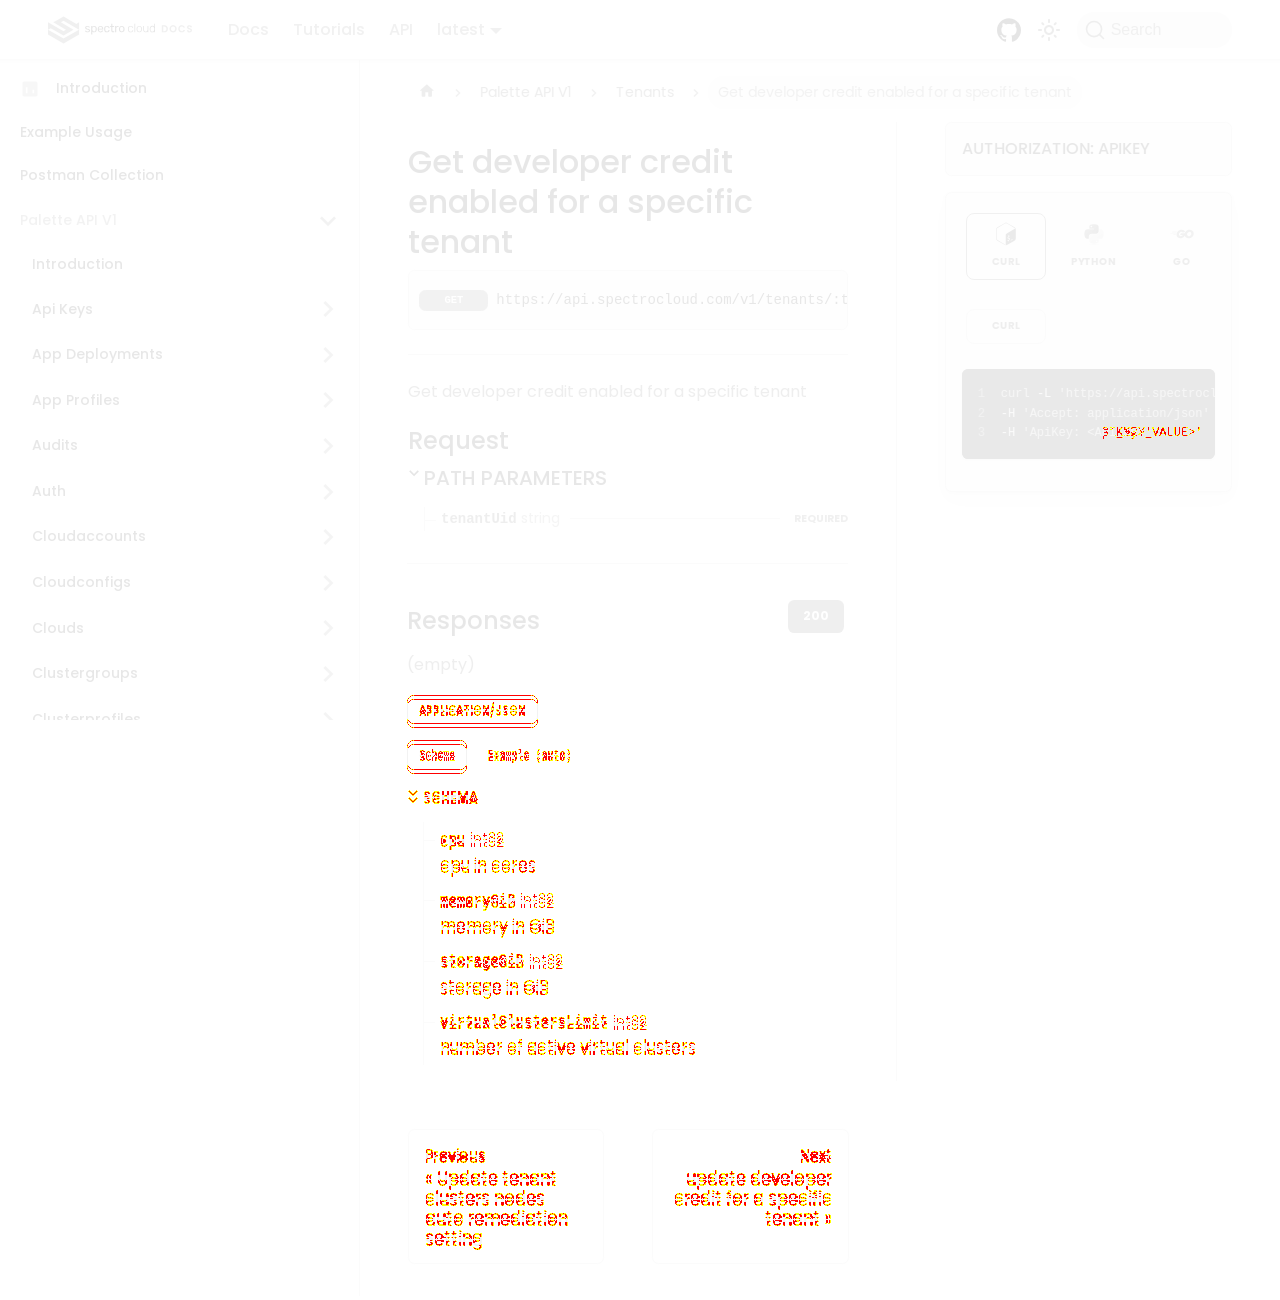 spectro cloud DOCS
Docs Tutorials API latest
Search
Introduction
Example Usage
Postman Collection
Palette API V1
Introduction
Api Keys
App Deployments
App Profiles
Audits
Auth
Cloudaccounts
Cloudconfigs
Clouds
Clustergroups
Clusterprofiles
Palette API V1 Tenants Get developer credit enabled for a specific tenant
Get developer credit
enabled for a specific
tenant
GET https://api.spectrocloud.com/v1/tenants/:t
Get developer credit enabled for a specific tenant
Request
PATH PARAMETERS
tenantUid string REQUIRED
Responses
200
(empty)
APPLICATION/JSON
Schema Example (auto)
SCHEMA
cpu int32
cpu in cores
memoryGiB int32
memory in GiB
storageGiB int32
storage in GiB
virtualClustersLimit int32
number of active virtual clusters
Previous
« Update tenant
clusters nodes
auto remediation
setting
Next
Update developer
credit for a specific
tenant »
AUTHORIZATION: APIKEY
CURL PYTHON GO
CURL
1 curl -L 'https://api.spectrocl
2 -H 'Accept: application/json'
3 -H 'ApiKey: